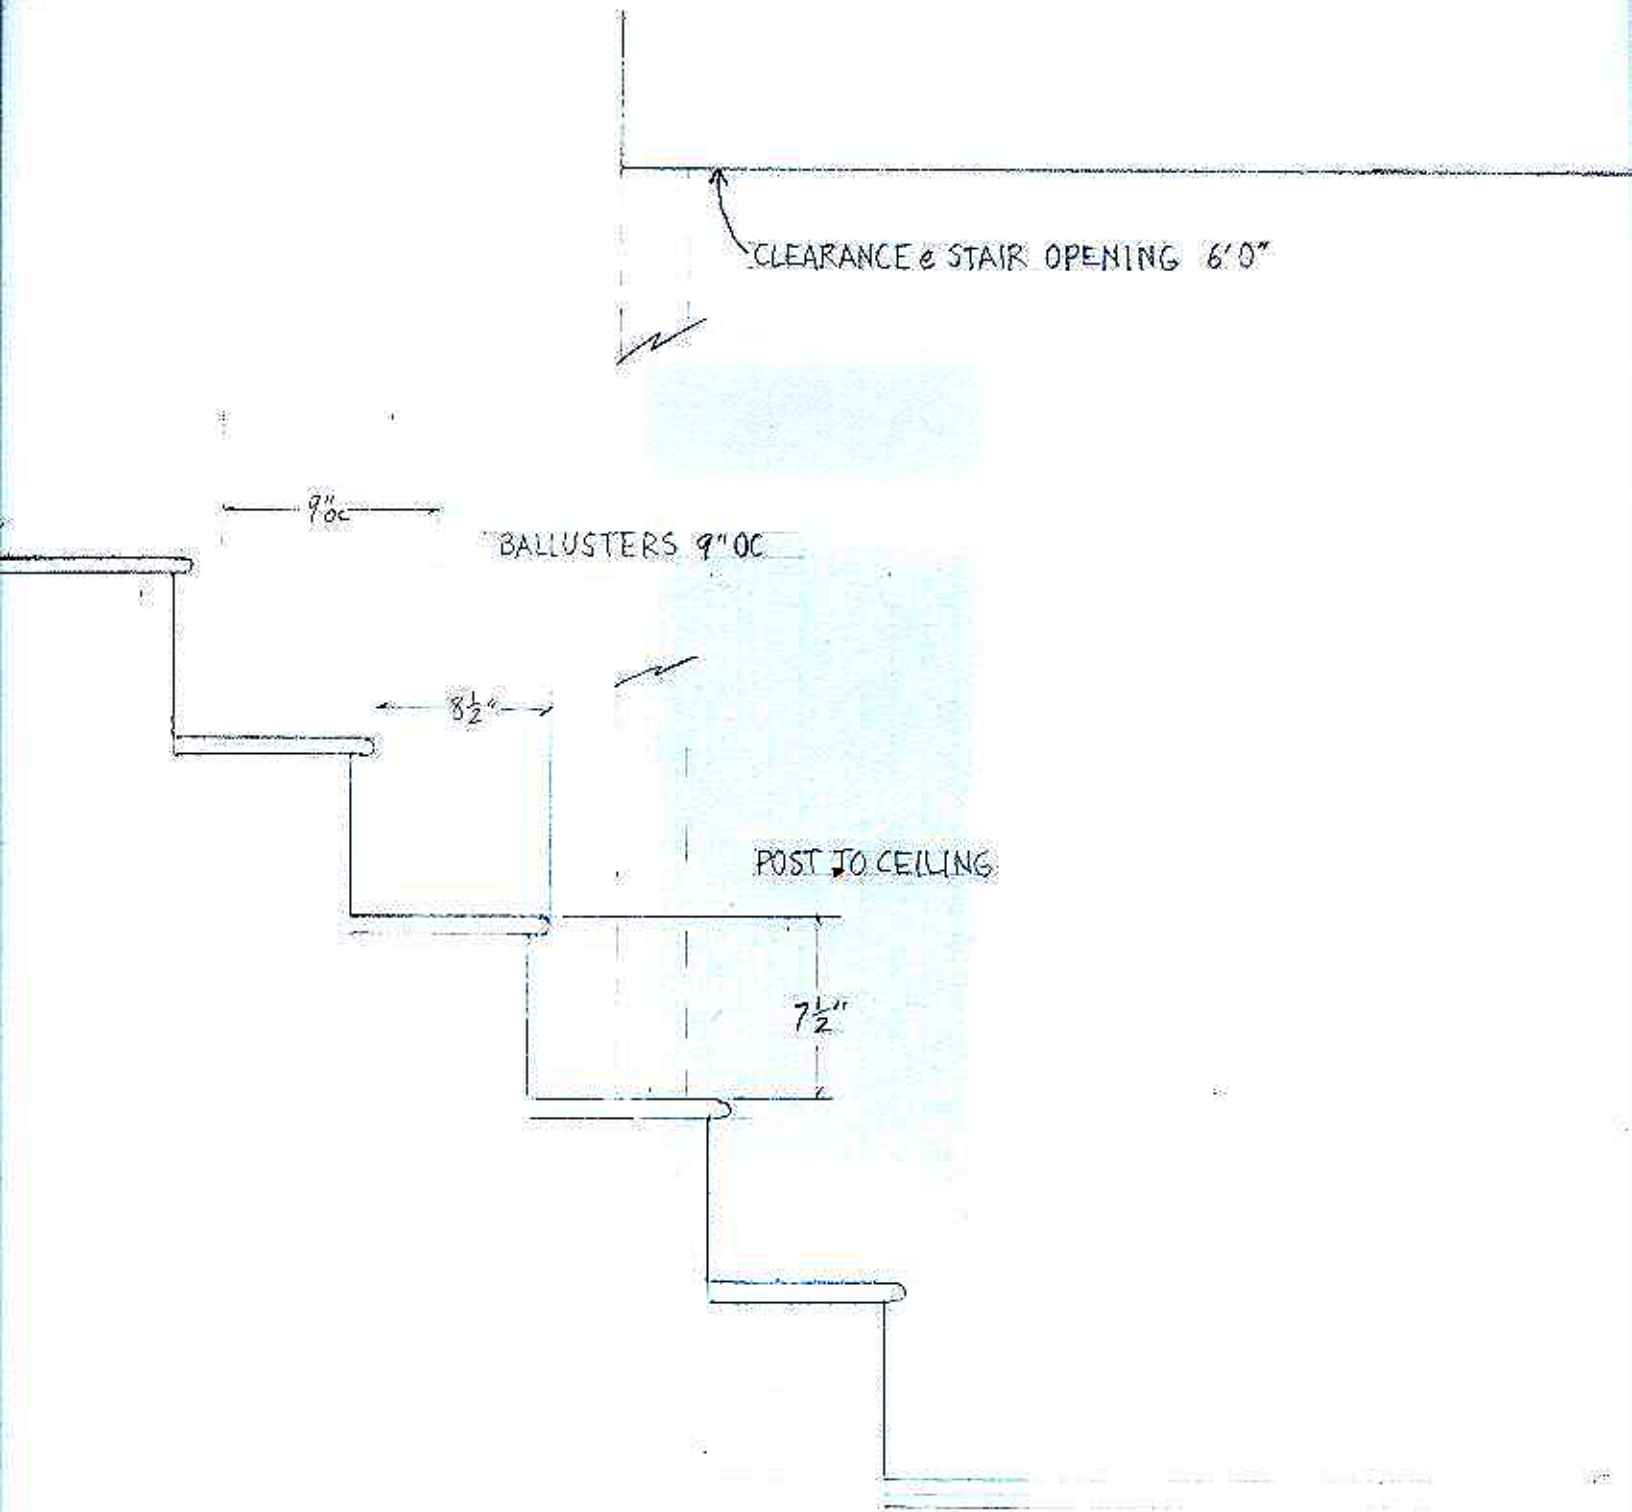 CLEARANCE @ STAIR OPENING 6'0"
9" OC
BALLUSTERS 9" OC
8½"
POST TO CEILING
7½"